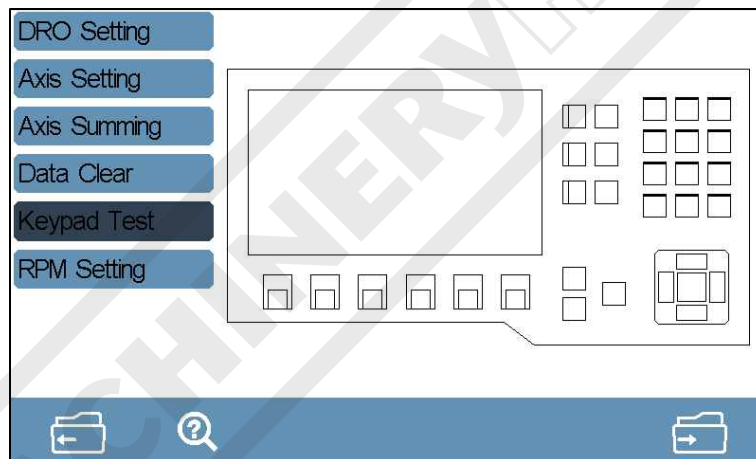 DRO Setting
Axis Setting
Axis Summing
Data Clear
Keypad Test
RPM Setting